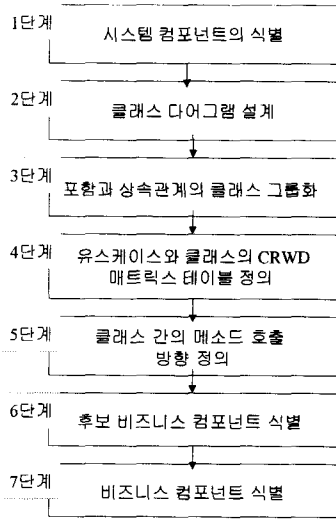 1단계
시스템 컴포넌트의 식별
2단계
클래스 다어그램 설계
3단계
포함과 상속관계의 클래스 그룹화
4단계
유스케이스와 클래스의 CRWD
매트릭스 테이블 정의
5단계
클래스 간의 메소드 호출
방향 정의
6단계
후보 비즈니스 컴포넌트 식별
7단계
비즈니스 컴포넌트 식별